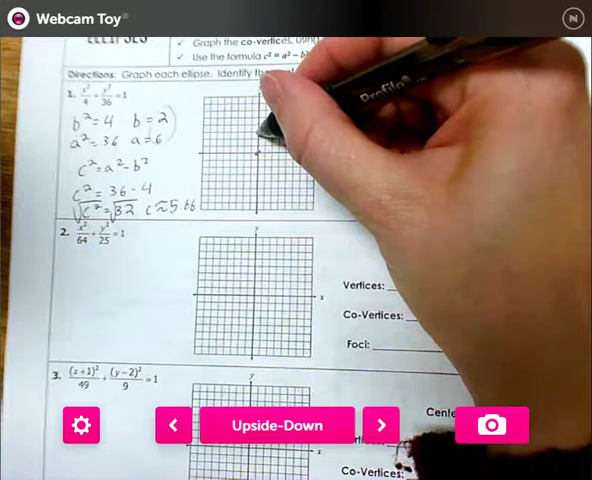 Webcam Toy
ELLIPSES
✓ Graph the co-vertices, using
✓ Use the formula c² = a² – b²
Directions: Graph each ellipse. Identify th
1. x²/4 + y²/36 = 1
b² = 4 b = 2
a² = 36 a = 6
c² = a² - b²
c² = 36 - 4
√c² = √32 c ≈ 5.66
Profile
2. x²/64 + y²/25 = 1
y
x
Vertices:
Co-Vertices:
Foci:
3. (x+1)²/49 + (y–2)²/9 = 1
y
x
Cente
Upside-Down
Co-Vertices: